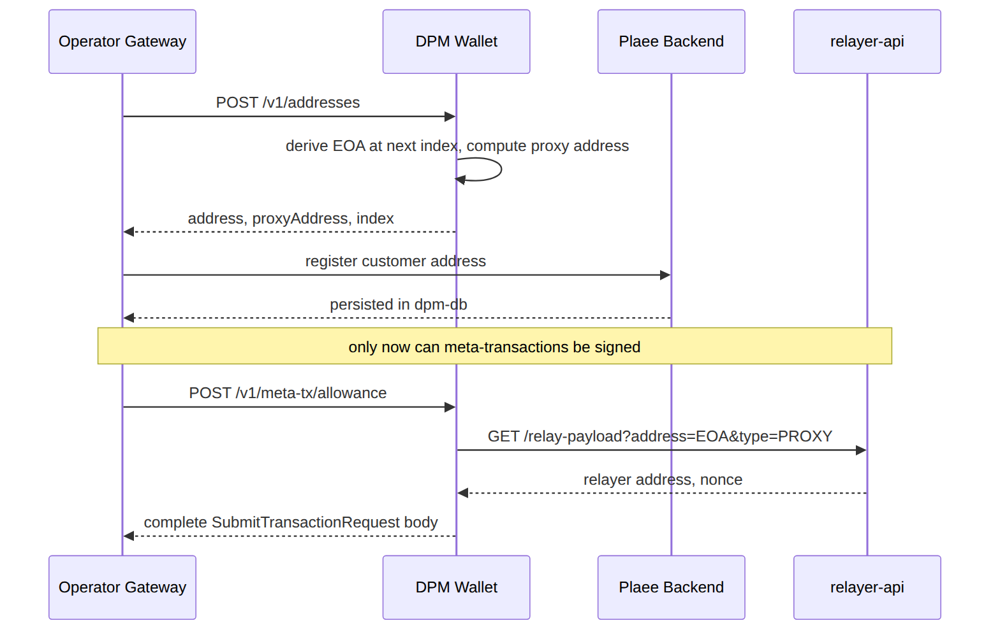 Operator Gateway
DPM Wallet
Plaee Backend
relayer-api
POST /v1/addresses
derive EOA at next index, compute proxy address
address, proxyAddress, index
register customer address
persisted in dpm-db
only now can meta-transactions be signed
POST /v1/meta-tx/allowance
GET /relay-payload?address=EOA&type=PROXY
relayer address, nonce
complete SubmitTransactionRequest body
Operator Gateway
DPM Wallet
Plaee Backend
relayer-api